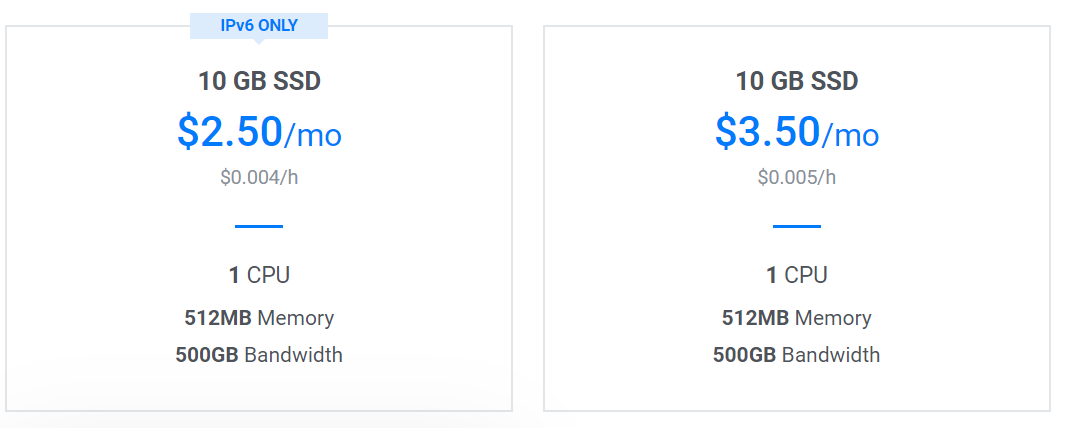 IPv6 ONLY
10 GB SSD
$2.50/mo
$0.004/h
1 CPU
512MB Memory
500GB Bandwidth
10 GB SSD
$3.50/mo
$0.005/h
1 CPU
512MB Memory
500GB Bandwidth